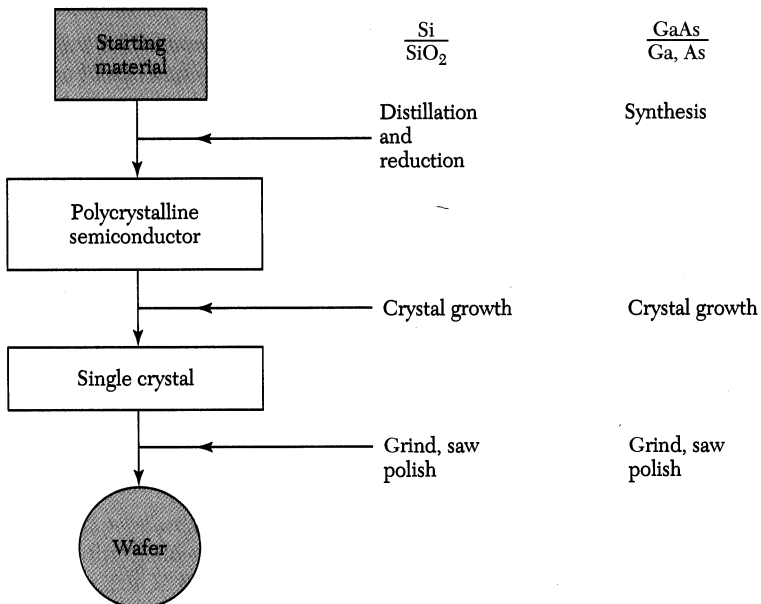 Starting
material
Si
SiO2
GaAs
Ga, As
Distillation
and
reduction
Synthesis
Polycrystalline
semiconductor
Crystal growth
Crystal growth
Single crystal
Grind, saw
polish
Grind, saw
polish
Wafer